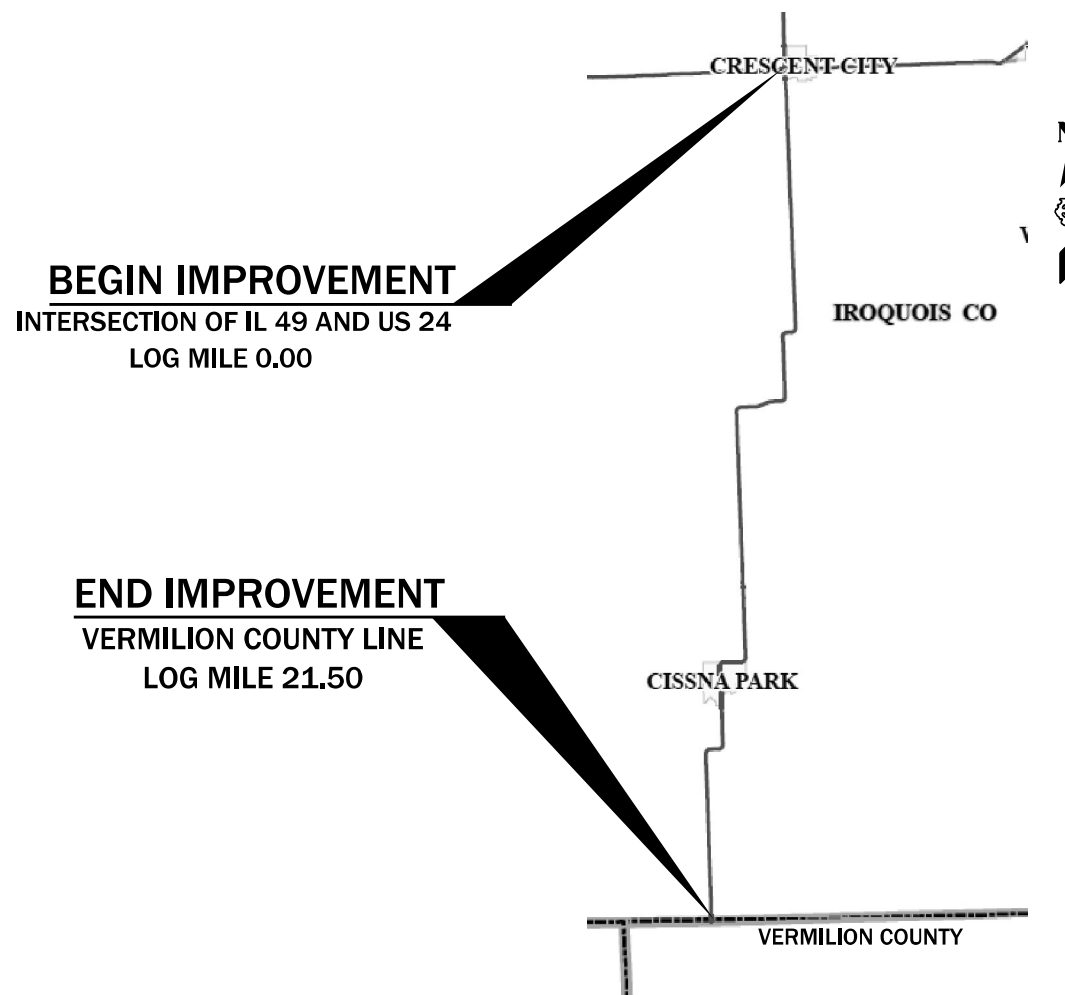 CRESCENT CITY
N
BEGIN IMPROVEMENT
INTERSECTION OF IL 49 AND US 24
LOG MILE 0.00
IROQUOIS CO
END IMPROVEMENT
VERMILION COUNTY LINE
LOG MILE 21.50
CISSNA PARK
VERMILION COUNTY